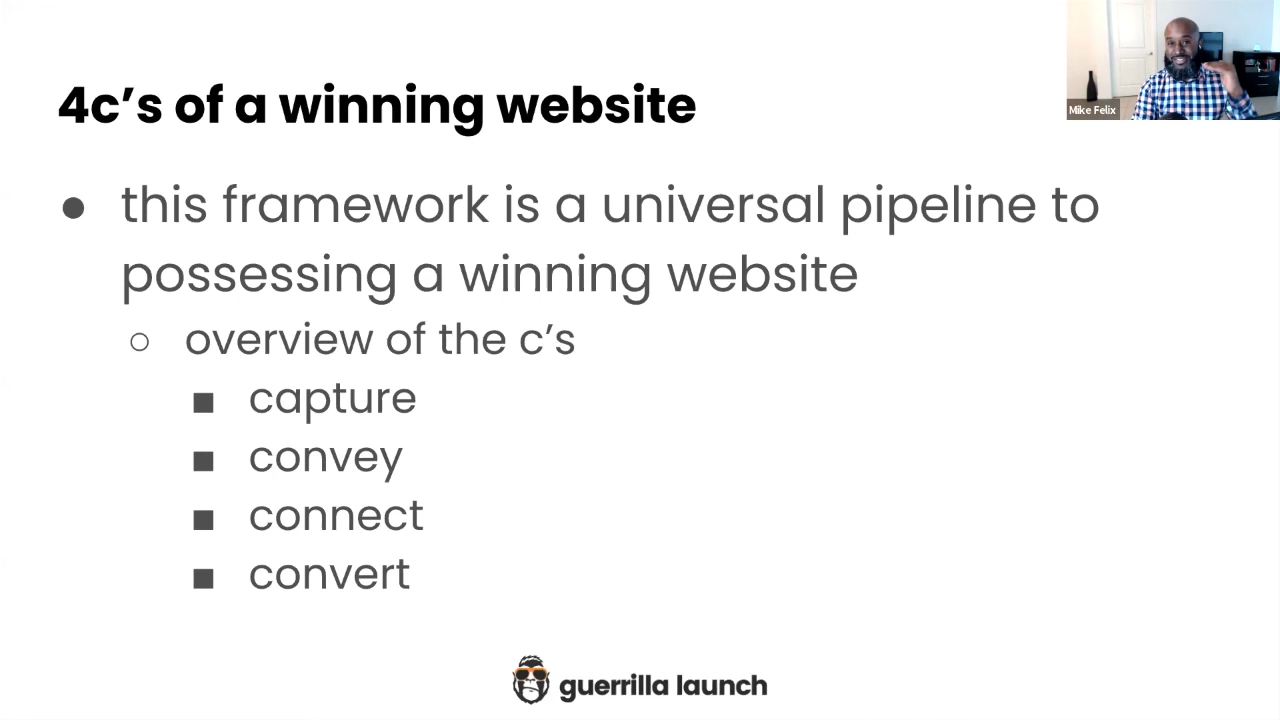 4c’s of a winning website
Mike Felix
● this framework is a universal pipeline to
possessing a winning website
○ overview of the c’s
■ capture
■ convey
■ connect
■ convert
guerrilla launch